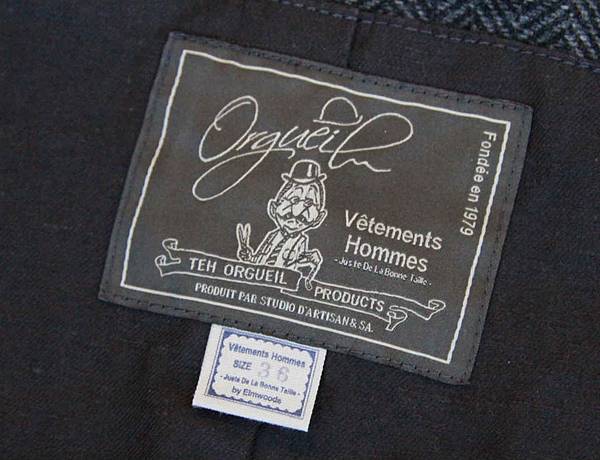 Orgueil
Fondée en 1979
Vêtements
Hommes
- Juste De La Bonne Taille -
TEH ORGUEIL PRODUCTS
PRODUIT PAR STUDIO D'ARTISAN & SA.
Vêtements Hommes
SIZE 36
- Juste De La Bonne Taille -
by Elmwoods